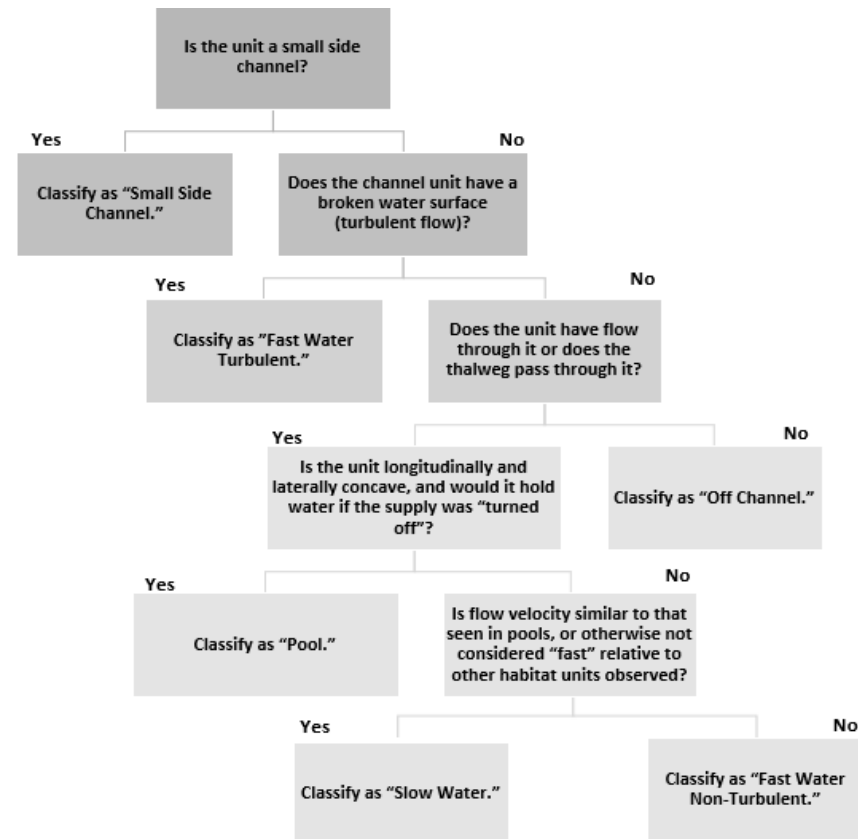 Is the unit a small side
channel?
Yes
No
Classify as “Small Side
Channel.”
Does the channel unit have a
broken water surface
(turbulent flow)?
Yes
No
Classify as ”Fast Water
Turbulent.”
Does the unit have flow
through it or does the
thalweg pass through it?
Yes
No
Is the unit longitudinally and
laterally concave, and would it hold
water if the supply was “turned
off”?
Classify as “Off Channel.”
Yes
No
Classify as “Pool.”
Is flow velocity similar to that
seen in pools, or otherwise not
considered “fast” relative to
other habitat units observed?
Yes
No
Classify as “Slow Water.”
Classify as “Fast Water
Non-Turbulent.”